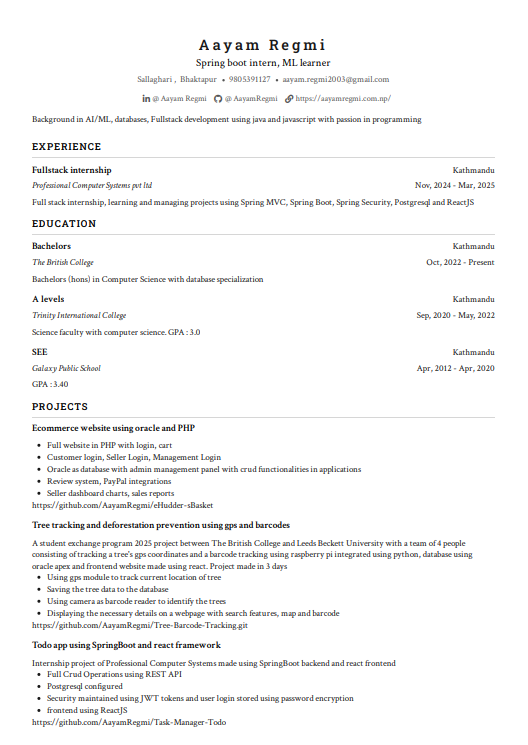 Aayam Regmi
Spring boot intern, ML learner
Sallaghari , Bhaktapur • 9805391127 • aayam.regmi2003@gmail.com
@ Aayam Regmi @ AayamRegmi https://aayamregmi.com.np/
Background in AI/ML, databases, Fullstack development using java and javascript with passion in programming
EXPERIENCE
Fullstack internship Kathmandu
Professional Computer Systems pvt ltd Nov, 2024 - Mar, 2025
Full stack internship, learning and managing projects using Spring MVC, Spring Boot, Spring Security, Postgresql and ReactJS
EDUCATION
Bachelors Kathmandu
The British College Oct, 2022 - Present
Bachelors (hons) in Computer Science with database specialization
A levels Kathmandu
Trinity International College Sep, 2020 - May, 2022
Science faculty with computer science. GPA : 3.0
SEE Kathmandu
Galaxy Public School Apr, 2012 - Apr, 2020
GPA : 3.40
PROJECTS
Ecommerce website using oracle and PHP
• Full website in PHP with login, cart
• Customer login, Seller Login, Management Login
• Oracle as database with admin management panel with crud functionalities in applications
• Review system, PayPal integrations
• Seller dashboard charts, sales reports
https://github.com/AayamRegmi/eHudder-sBasket
Tree tracking and deforestation prevention using gps and barcodes
A student exchange program 2025 project between The British College and Leeds Beckett University with a team of 4 people
consisting of tracking a tree's gps coordinates and a barcode tracking using raspberry pi integrated using python, database using
oracle apex and frontend website made using react. Project made in 3 days
• Using gps module to track current location of tree
• Saving the tree data to the database
• Using camera as barcode reader to identify the trees
• Displaying the necessary details on a webpage with search features, map and barcode
https://github.com/AayamRegmi/Tree-Barcode-Tracking.git
Todo app using SpringBoot and react framework
Internship project of Professional Computer Systems made using SpringBoot backend and react frontend
• Full Crud Operations using REST API
• Postgresql configured
• Security maintained using JWT tokens and user login stored using password encryption
• frontend using ReactJS
https://github.com/AayamRegmi/Task-Manager-Todo